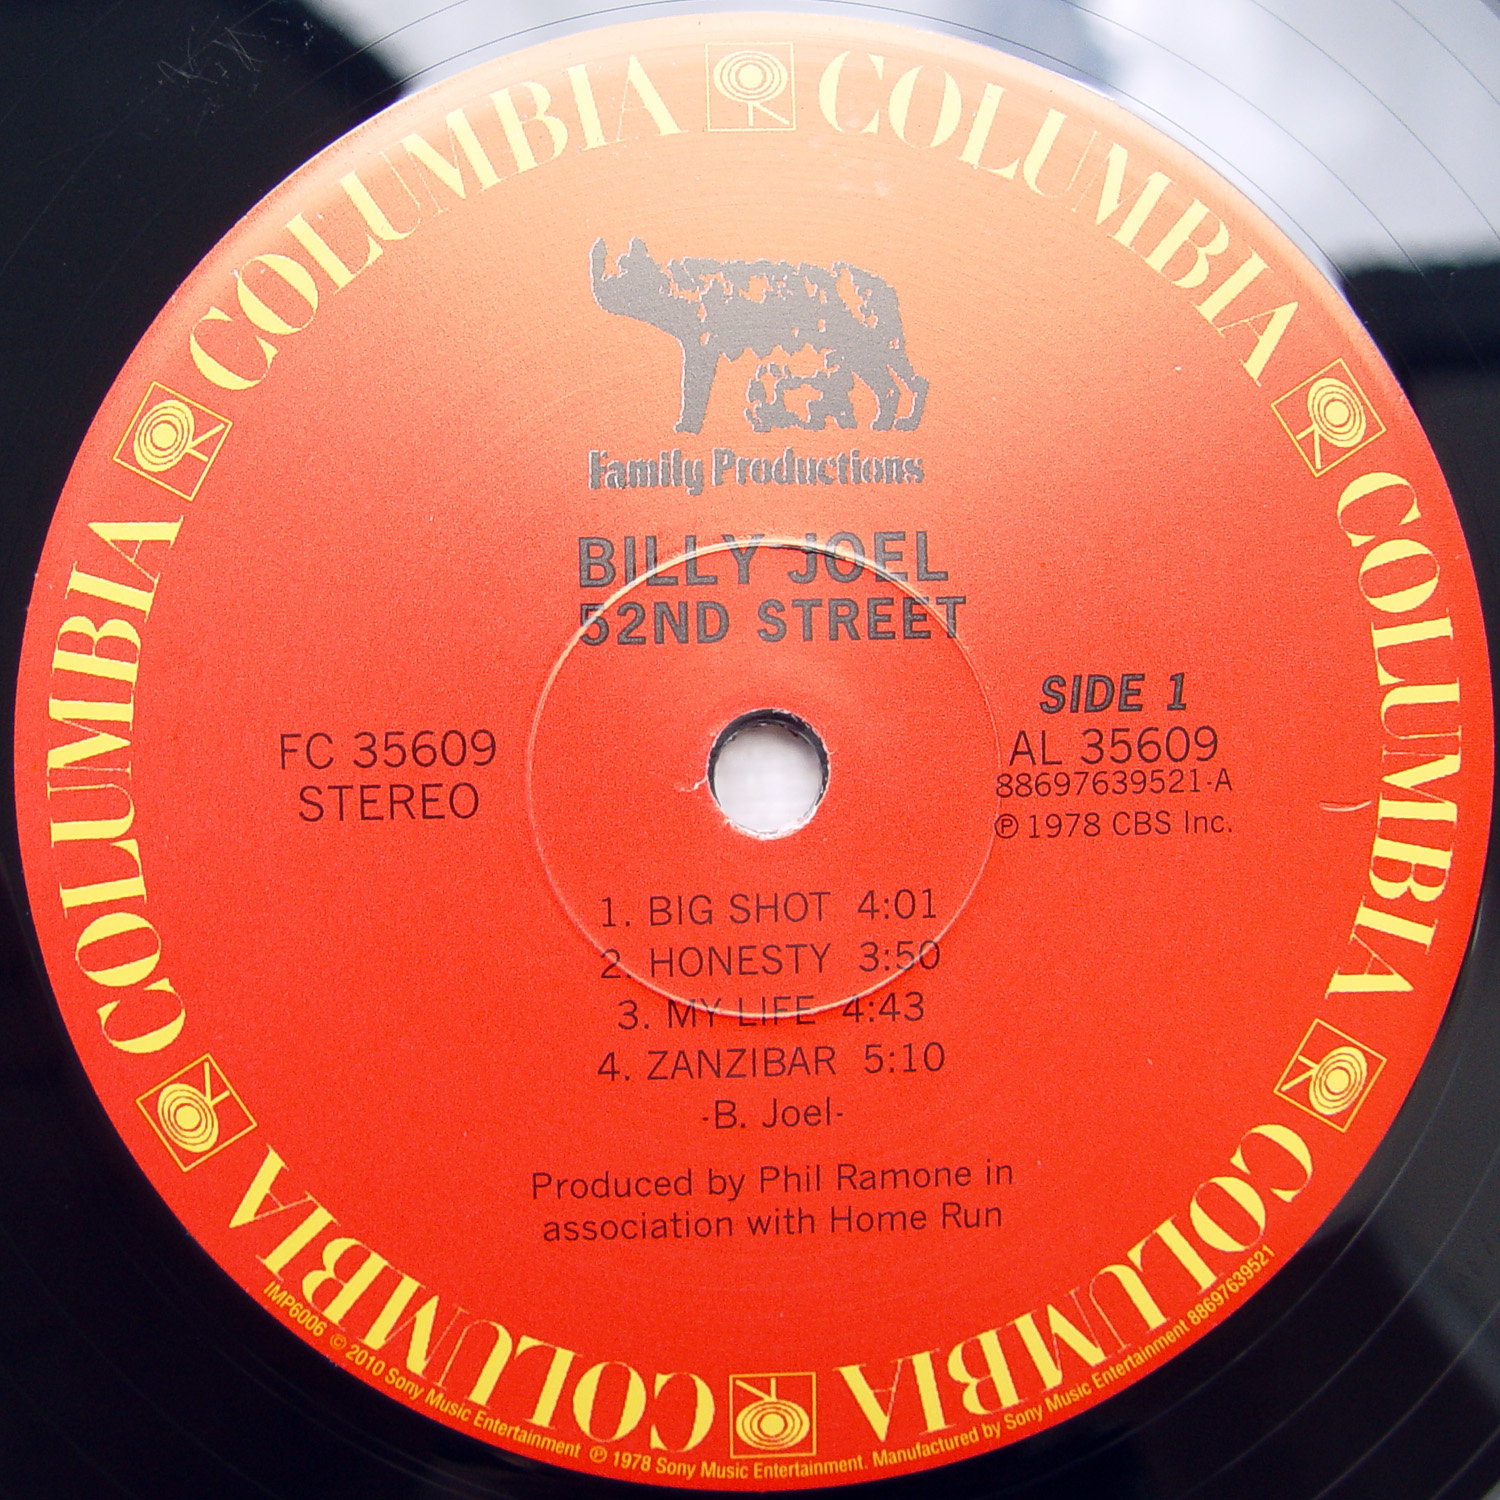 COLUMBIA COLUMBIA COLUMBIA COLUMBIA COLUMBIA COLUMBIA
Family Productions
BILLY JOEL
52ND STREET
FC 35609
STEREO
SIDE 1
AL 35609
88697639521-A
℗ 1978 CBS Inc.
1. BIG SHOT 4:01
2. HONESTY 3:50
3. MY LIFE 4:43
4. ZANZIBAR 5:10
-B. Joel-
Produced by Phil Ramone in
association with Home Run
IMP6006 © 2010 Sony Music Entertainment ℗ 1978 Sony Music Entertainment. Manufactured by Sony Music Entertainment 88697639521